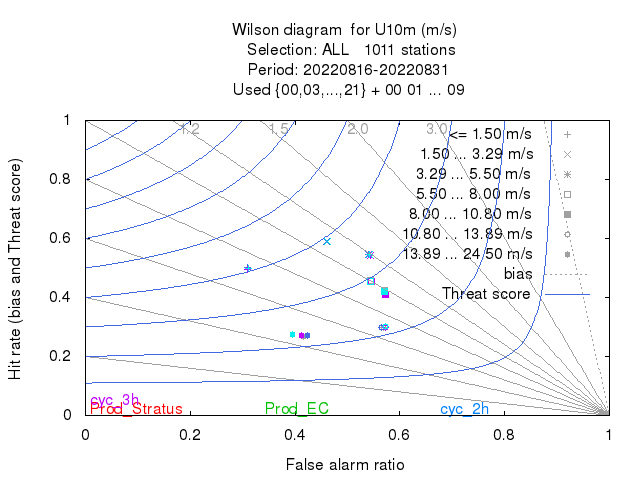 Wilson diagram for U10m (m/s)
Selection: ALL 1011 stations
Period: 20220816-20220831
Used {00,03,...,21} + 00 01 ... 09
Hit rate (bias and Threat score)
1
0.8
0.6
0.4
0.2
0
1.2 1.5 2.0 3.0
<= 1.50 m/s
1.50 ... 3.29 m/s
3.29 ... 5.50 m/s
5.50 ... 8.00 m/s
8.00 ... 10.80 m/s
10.80 ... 13.89 m/s
13.89 ... 24.50 m/s
bias
Threat score
cyc_3h
Prod_Stratus Prod_EC cyc_2h
0 0.2 0.4 0.6 0.8 1
False alarm ratio